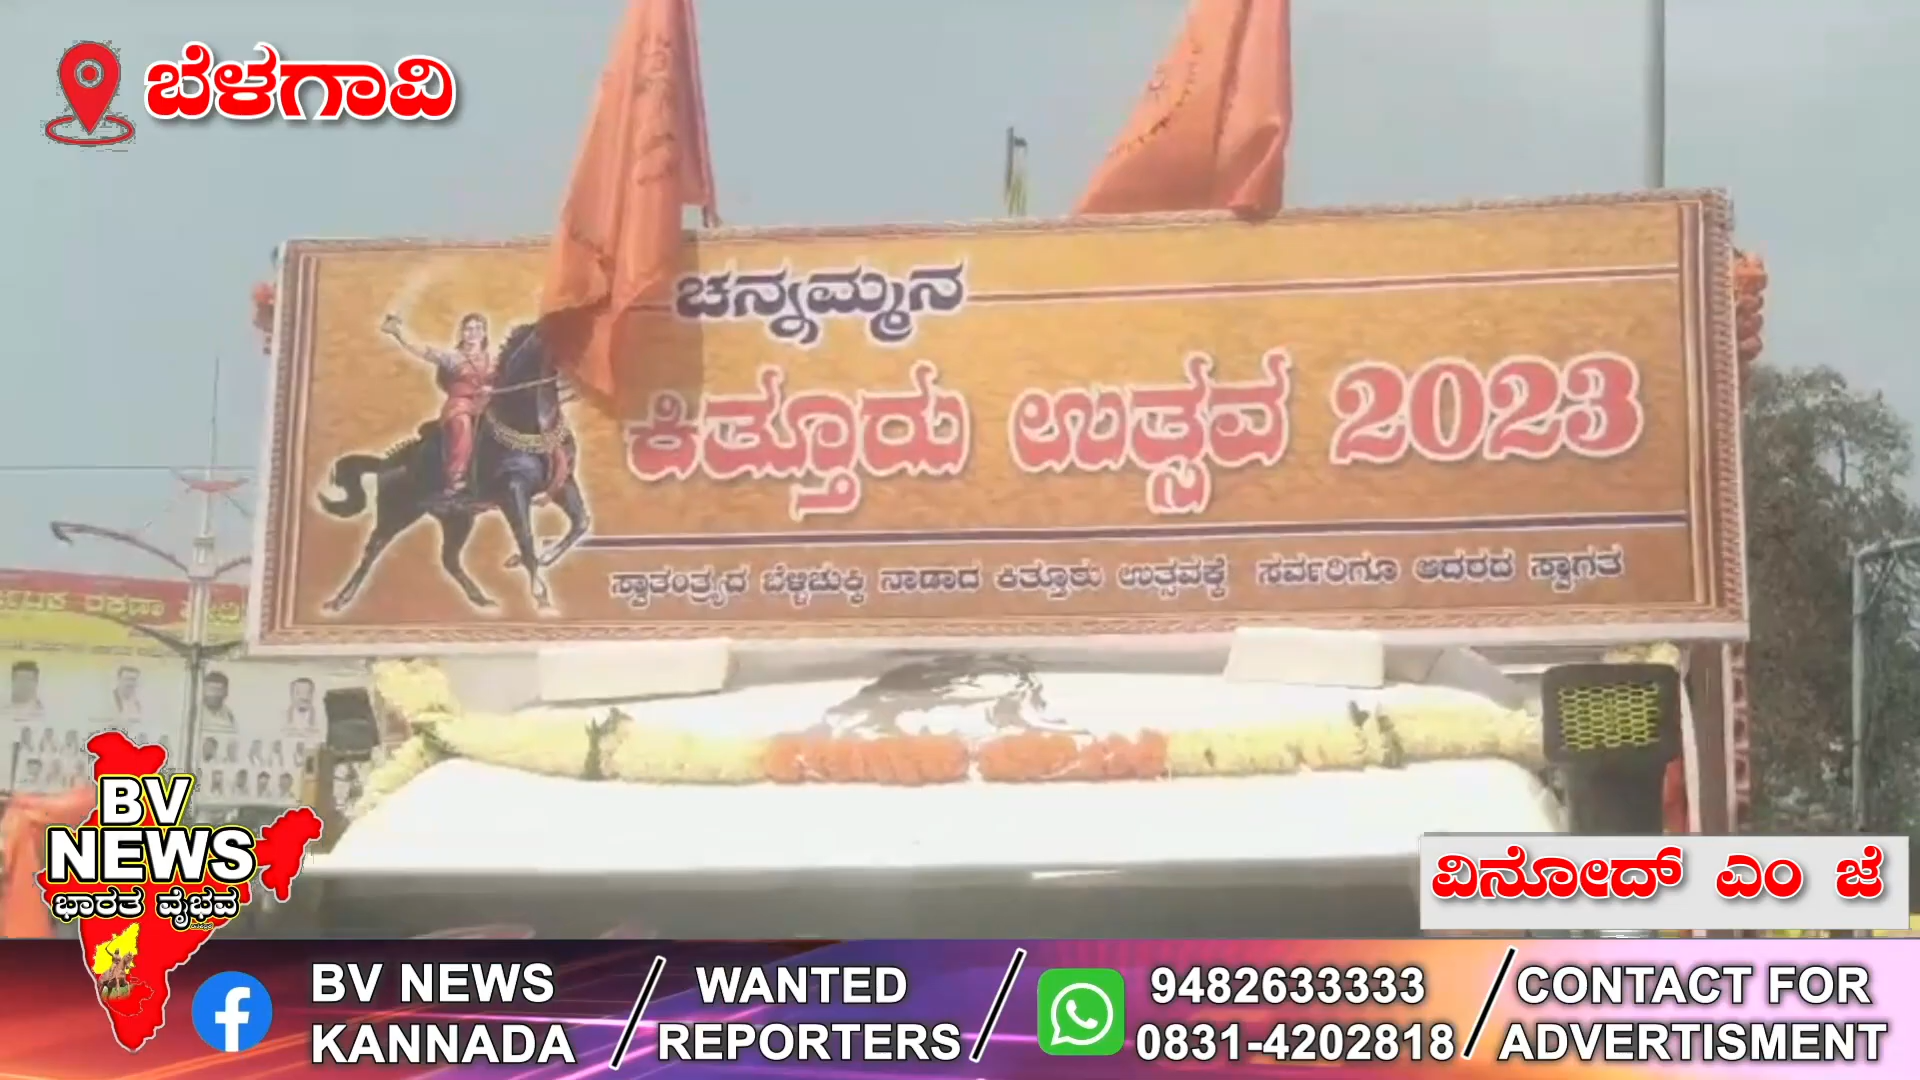 ಬೆಳಗಾವಿ
ಚನ್ನಮ್ಮನ
ಕಿತ್ತೂರು ಉತ್ಸವ 2023
ಸ್ವಾತಂತ್ರ್ಯದ ಬೆಳ್ಳಿಚುಕ್ಕಿ ನಾಡಾದ ಕಿತ್ತೂರು ಉತ್ಸವಕ್ಕೆ ಸರ್ವರಿಗೂ ಆದರದ ಸ್ವಾಗತ
BV
NEWS
ಭಾರತ ವೈಭವ
ವಿನೋದ್ ಎಂ ಜೆ
BV NEWS
KANNADA
WANTED
REPORTERS
9482633333
0831-4202818
CONTACT FOR
ADVERTISMENT